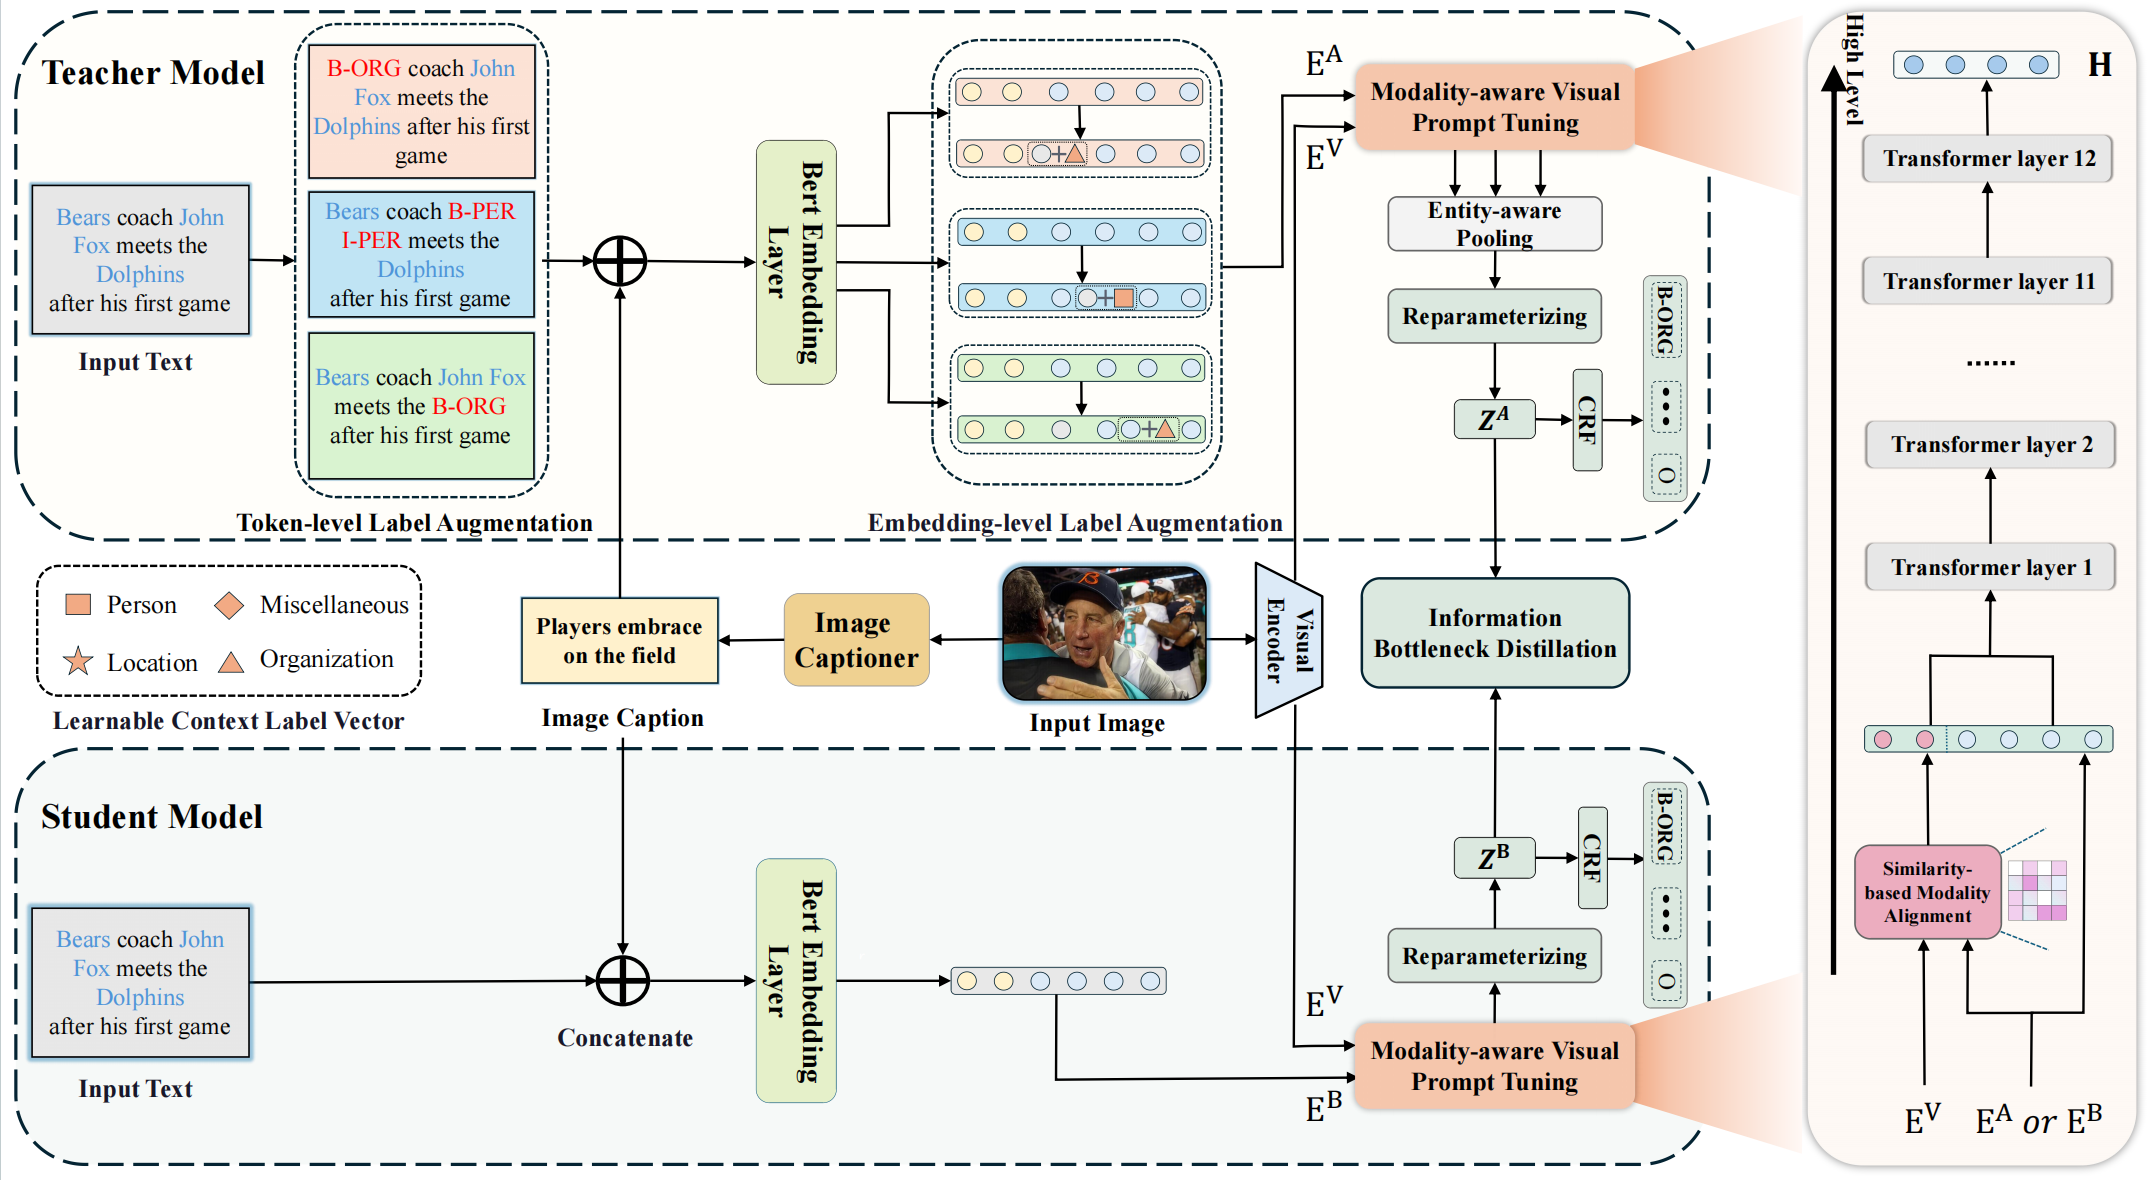 Teacher Model
Bears coach John
Fox meets the
Dolphins
after his first game
Input Text
B-ORG coach John
Fox meets the
Dolphins after his first
game
Bears coach B-PER
I-PER meets the
Dolphins
after his first game
Bears coach John Fox
meets the B-ORG
after his first game
Token-level Label Augmentation
Bert Embedding
Layer
Embedding-level Label Augmentation
E^A
E^V
Modality-aware Visual
Prompt Tuning
Entity-aware
Pooling
Reparameterizing
Z^A
CRF
B-ORG
O
Person
Miscellaneous
Location
Organization
Learnable Context Label Vector
Players embrace
on the field
Image Caption
Image
Captioner
Input Image
Visual
Encoder
Information
Bottleneck Distillation
Student Model
Bears coach John
Fox meets the
Dolphins
after his first game
Input Text
Concatenate
Bert Embedding
Layer
E^V
E^B
Modality-aware Visual
Prompt Tuning
Reparameterizing
Z^B
CRF
B-ORG
O
High Level
H
Transformer layer 12
Transformer layer 11
......
Transformer layer 2
Transformer layer 1
Similarity-
based Modality
Alignment
E^V
E^A or E^B